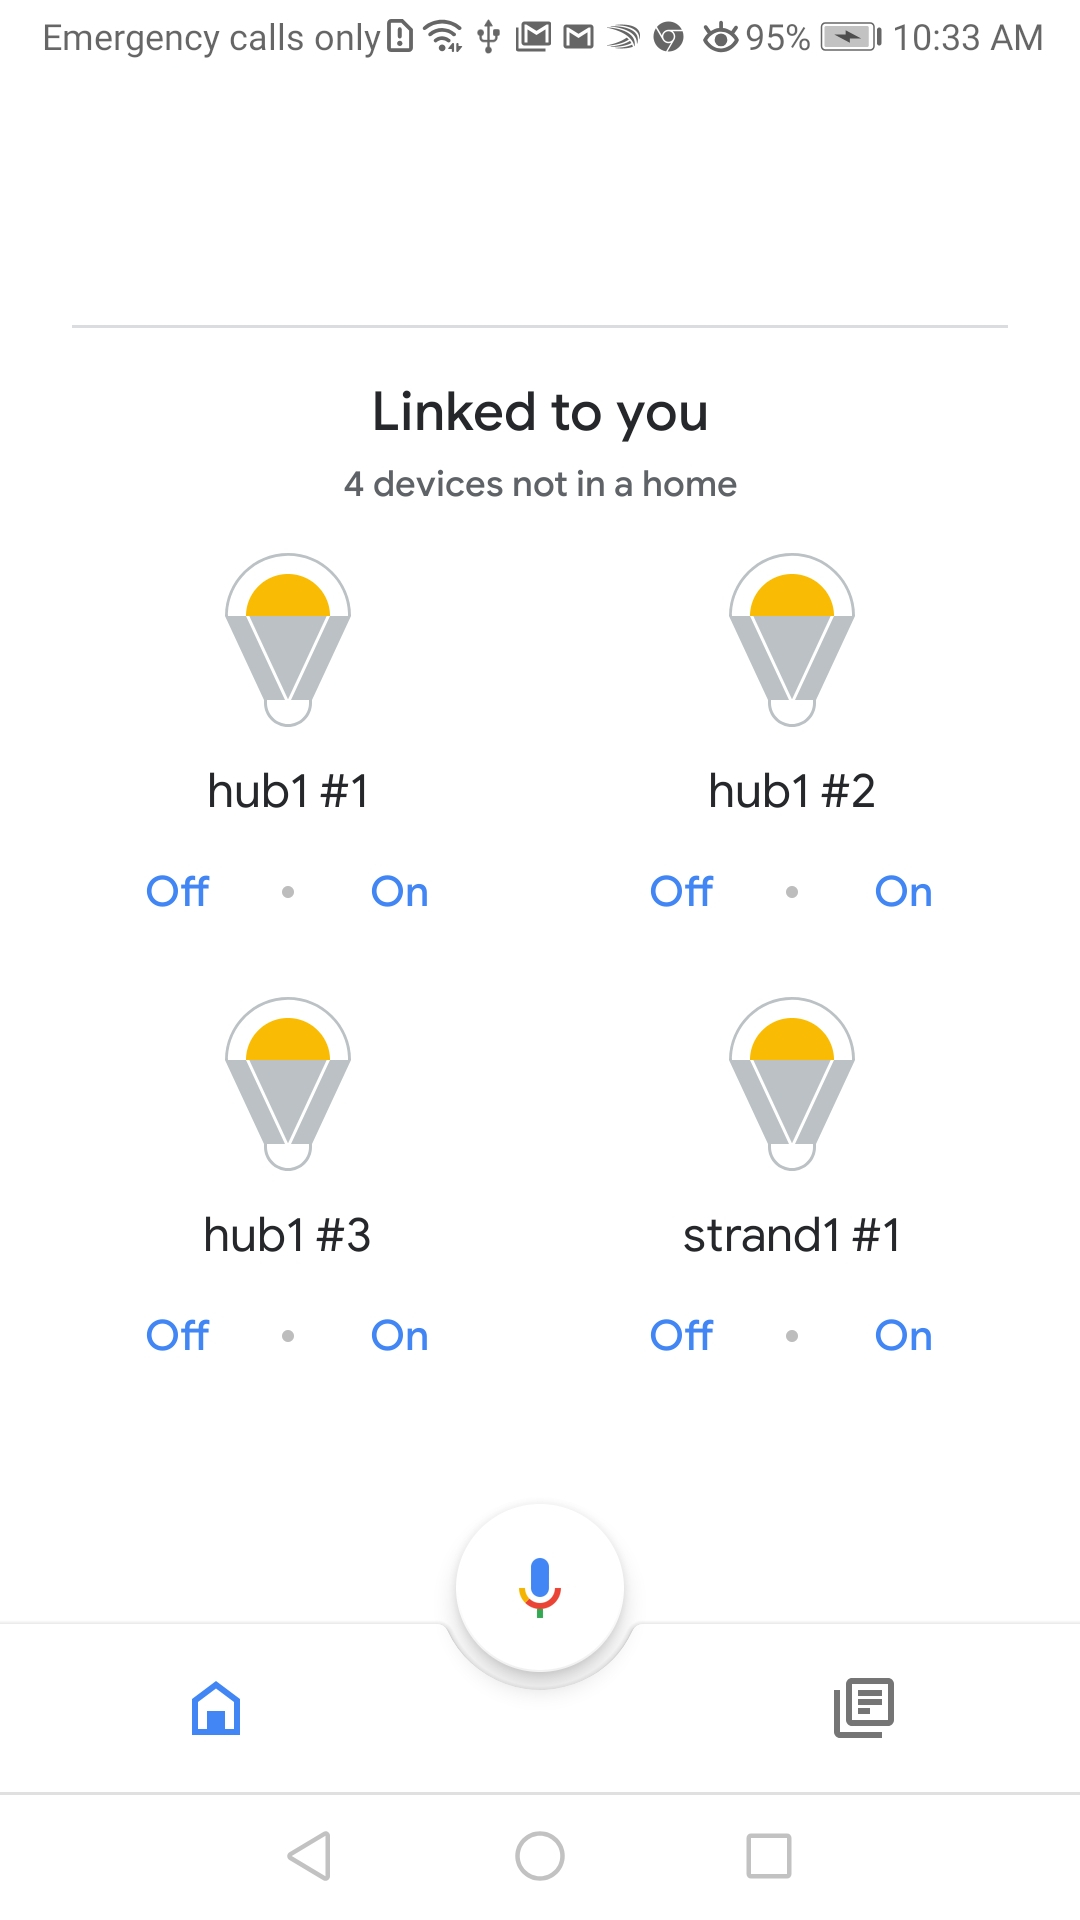 Emergency calls only 95% 10:33 AM
Linked to you
4 devices not in a home
hub1 #1
hub1 #2
Off • On
Off • On
hub1 #3
strand1 #1
Off • On
Off • On